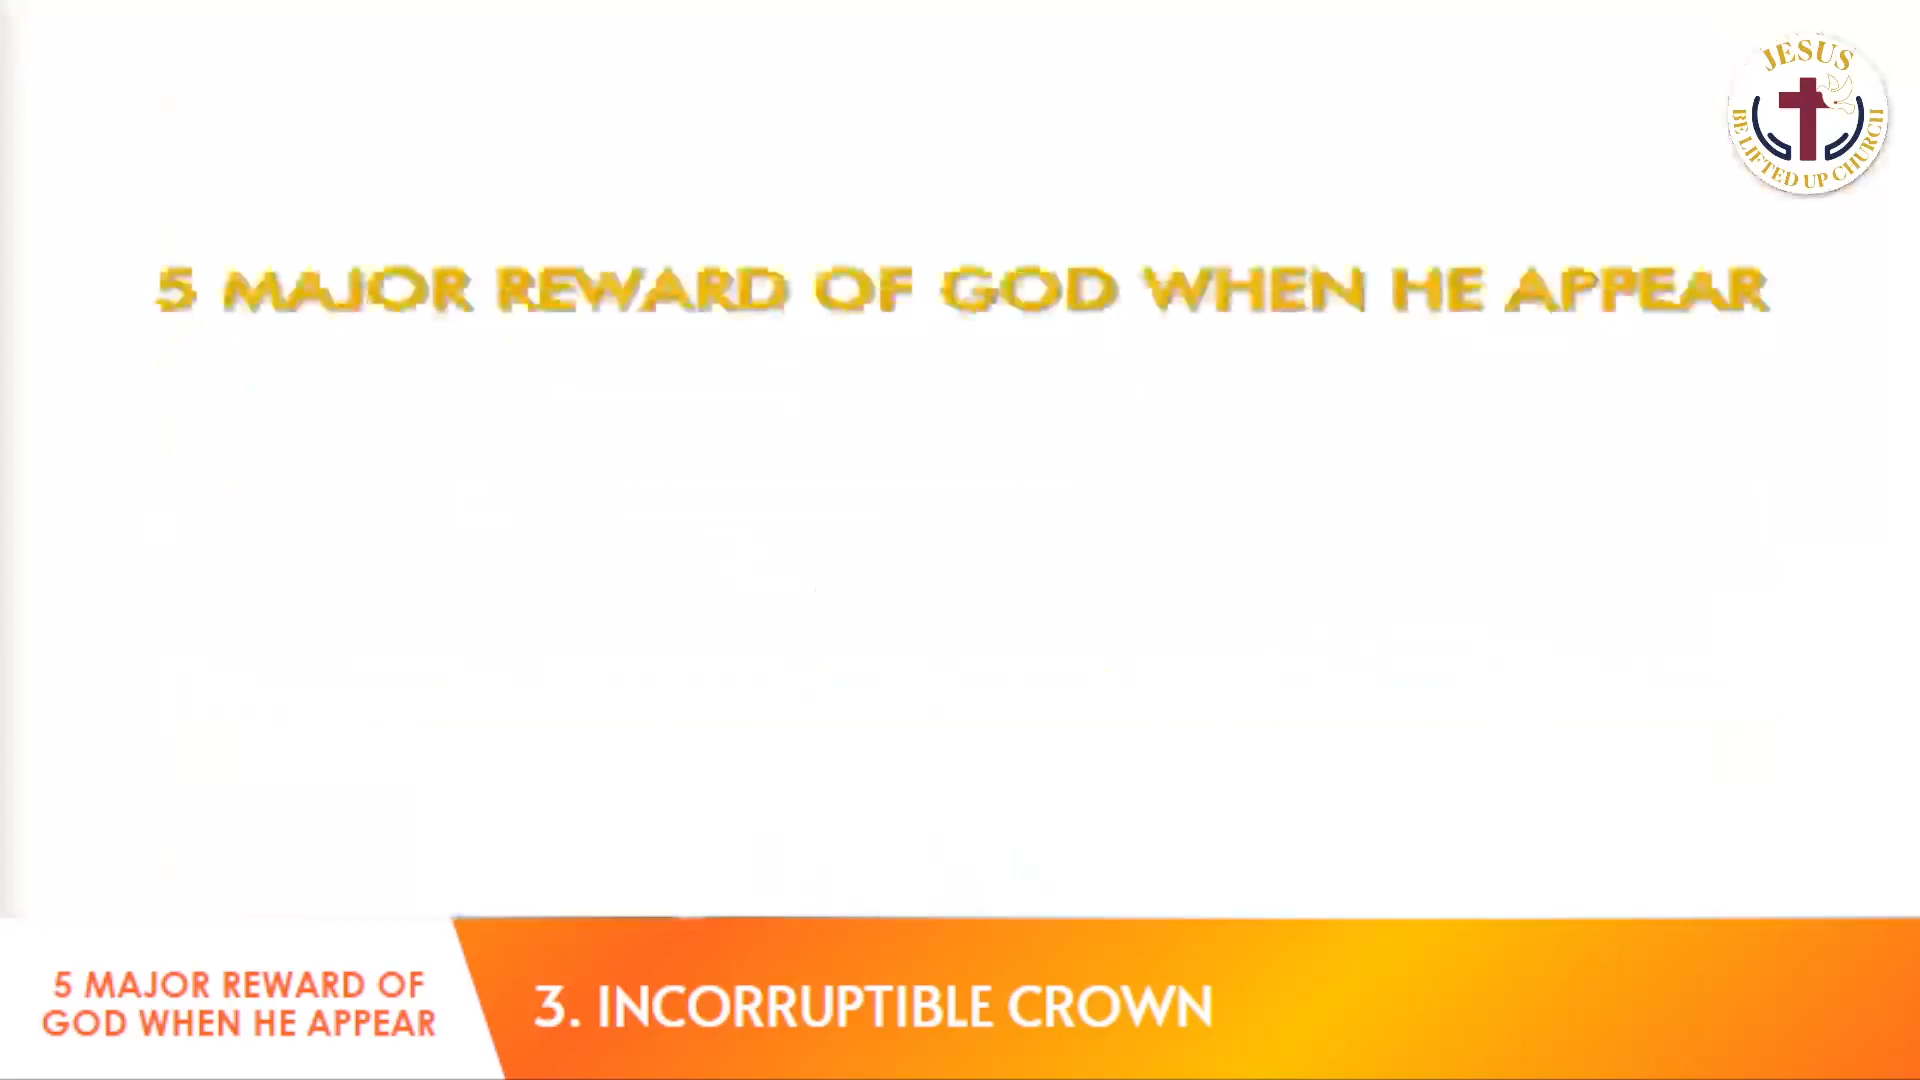 JESUS
BE LIFTED UP CHURCH
5 MAJOR REWARD OF GOD WHEN HE APPEAR
5 MAJOR REWARD OF
GOD WHEN HE APPEAR
3. INCORRUPTIBLE CROWN